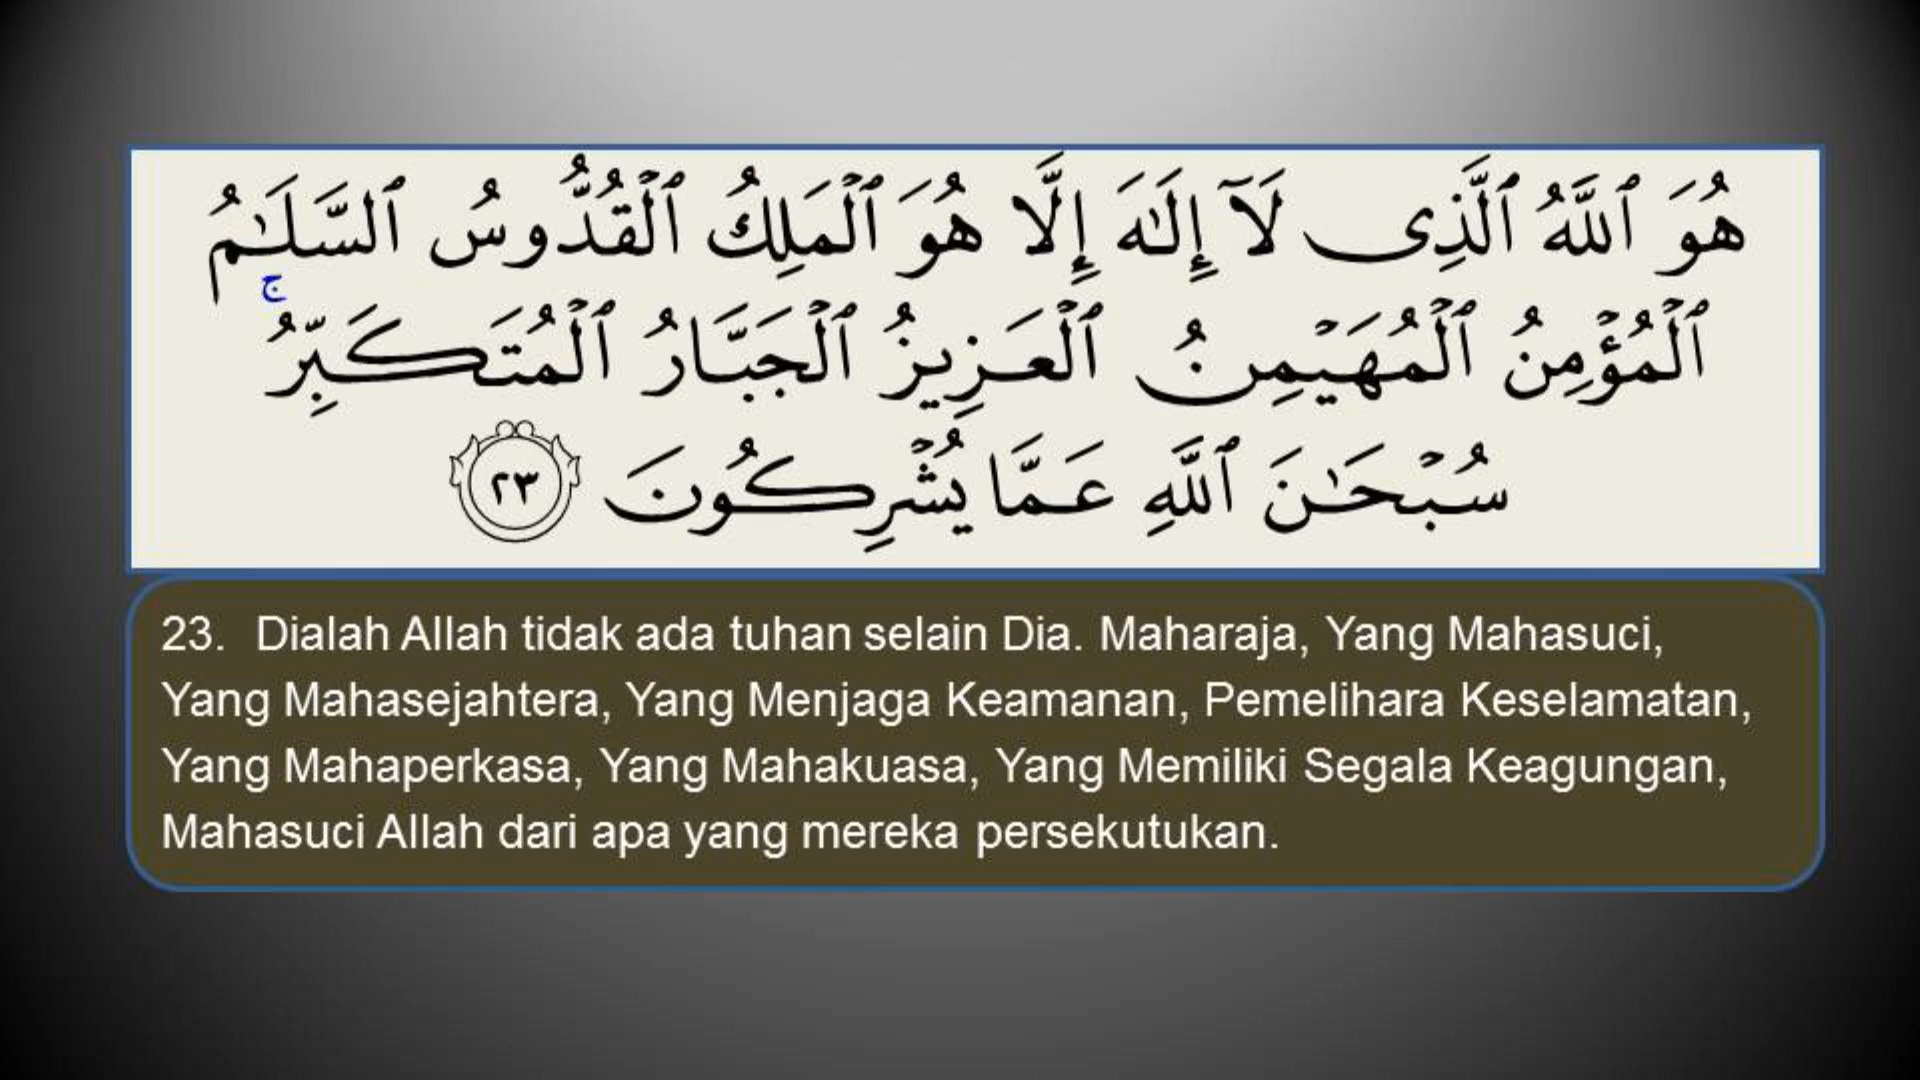 هُوَ ٱللَّهُ ٱلَّذِى لَآ إِلَـٰهَ إِلَّا هُوَ ٱلْمَلِكُ ٱلْقُدُّوسُ ٱلسَّلَـٰمُ
ٱلْمُؤْمِنُ ٱلْمُهَيْمِنُ ٱلْعَزِيزُ ٱلْجَبَّارُ ٱلْمُتَكَبِّرُ ۚ
سُبْحَـٰنَ ٱللَّهِ عَمَّا يُشْرِكُونَ ٢٣
23. Dialah Allah tidak ada tuhan selain Dia. Maharaja, Yang Mahasuci,
Yang Mahasejahtera, Yang Menjaga Keamanan, Pemelihara Keselamatan,
Yang Mahaperkasa, Yang Mahakuasa, Yang Memiliki Segala Keagungan,
Mahasuci Allah dari apa yang mereka persekutukan.